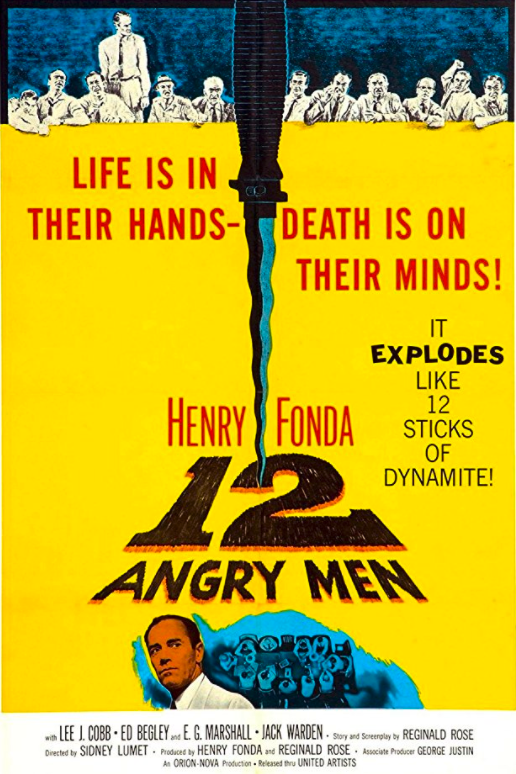 LIFE IS IN
THEIR HANDS- DEATH IS ON
THEIR MINDS!
IT
EXPLODES
LIKE
12
STICKS
OF
DYNAMITE!
HENRY FONDA
12
ANGRY MEN
with LEE J. COBB · ED BEGLEY and E. G. MARSHALL · JACK WARDEN · Story and Screenplay by REGINALD ROSE
Directed by SIDNEY LUMET · Produced by HENRY FONDA and REGINALD ROSE · Associate Producer GEORGE JUSTIN
An ORION-NOVA Production · Released thru UNITED ARTISTS